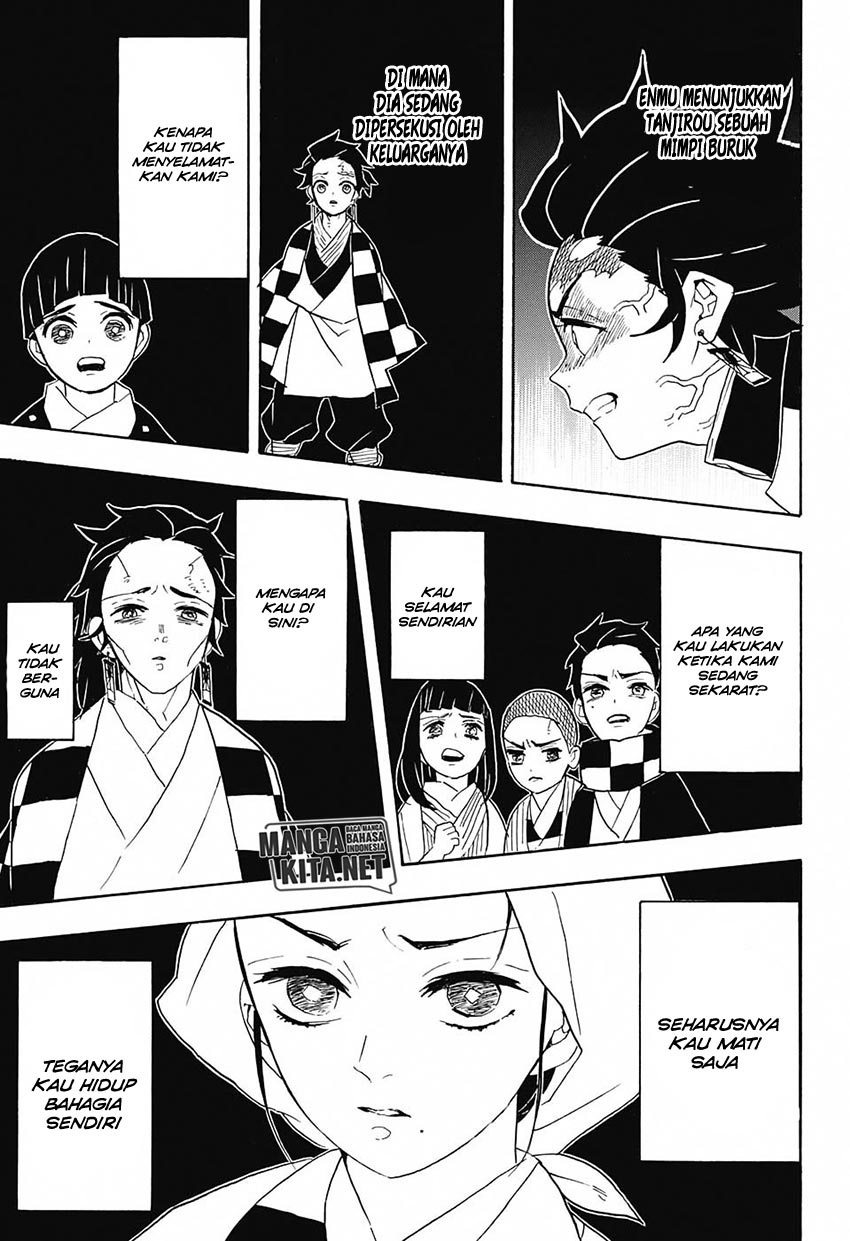 ENMU MENUNJUKKAN
TANJIROU SEBUAH
MIMPI BURUK
DI MANA
DIA SEDANG
DIPERSEKUSI OLEH
KELUARGANYA
KENAPA
KAU TIDAK
MENYELAMAT-
KAN KAMI?
APA YANG
KAU LAKUKAN
KETIKA KAMI
SEDANG
SEKARAT?
KAU
SELAMAT
SENDIRIAN
MENGAPA
KAU DI
SINI?
KAU
TIDAK
BER-
GUNA
MANGA
BACA MANGA
BAHASA
INDONESIA
KITA.NET
SEHARUSNYA
KAU MATI
SAJA
TEGANYA
KAU HIDUP
BAHAGIA
SENDIRI